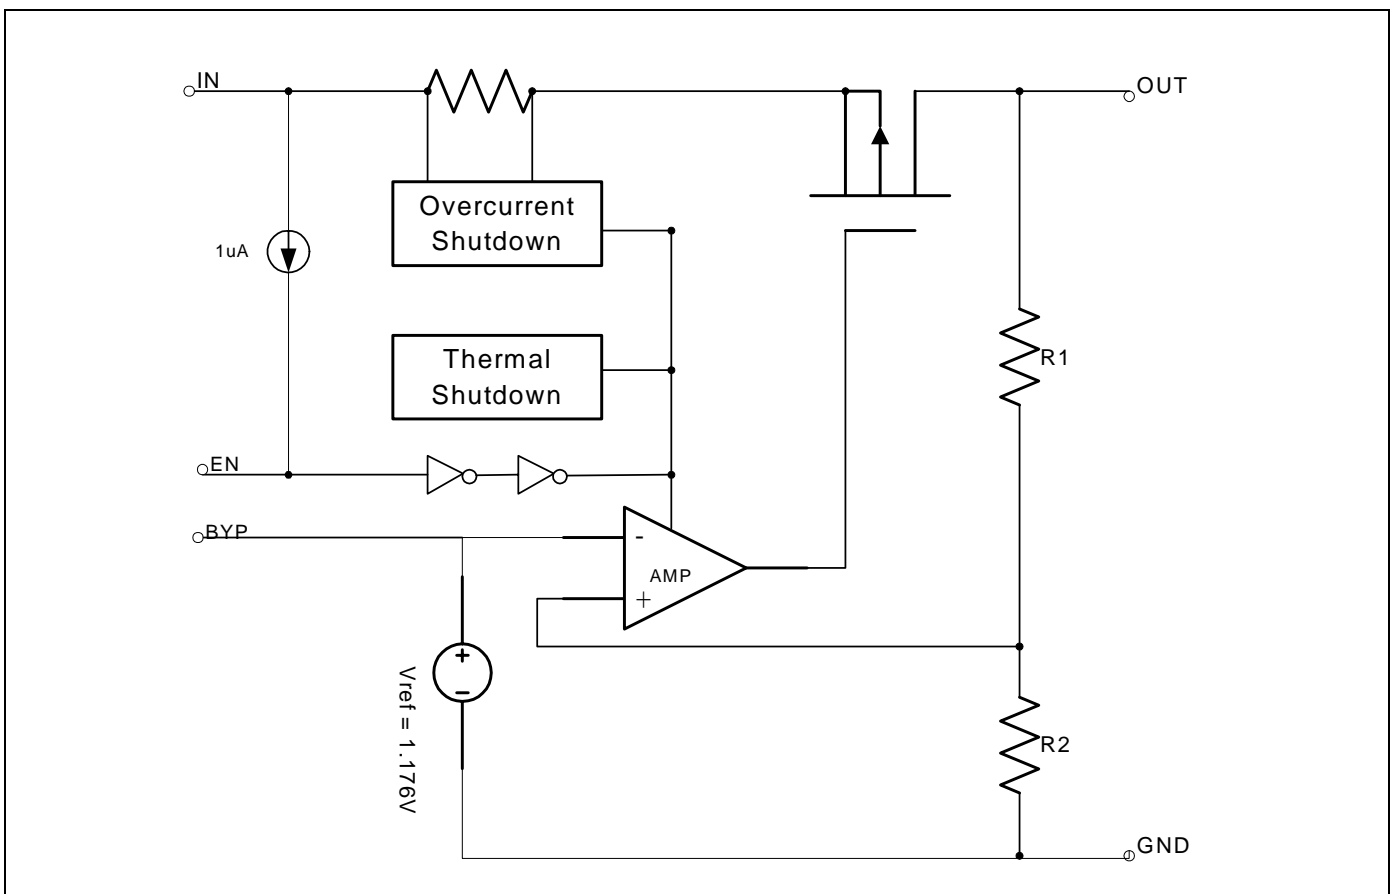 IN
OUT
Overcurrent
Shutdown
1uA
Thermal
Shutdown
R1
EN
BYP
-
AMP
+
+
−
Vref = 1.176V
R2
GND